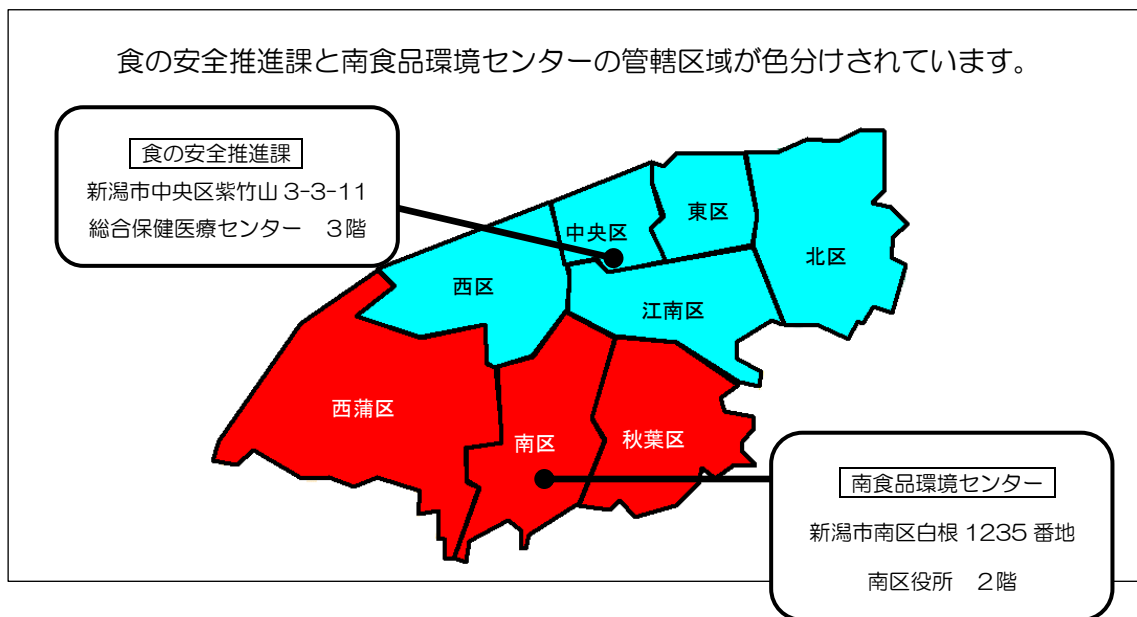 食の安全推進課と南食品環境センターの管轄区域が色分けされています。
食の安全推進課
新潟市中央区紫竹山 3-3-11
総合保健医療センター 3階
東区
中央区
北区
西区
江南区
西蒲区
南区
秋葉区
南食品環境センター
新潟市南区白根 1235 番地
南区役所 2階